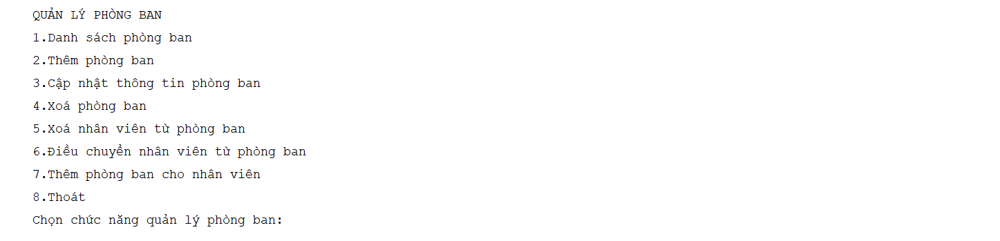 QUẢN LÝ PHÒNG BAN
1.Danh sách phòng ban
2.Thêm phòng ban
3.Cập nhật thông tin phòng ban
4.Xoá phòng ban
5.Xoá nhân viên từ phòng ban
6.Điều chuyển nhân viên từ phòng ban
7.Thêm phòng ban cho nhân viên
8.Thoát
Chọn chức năng quản lý phòng ban: